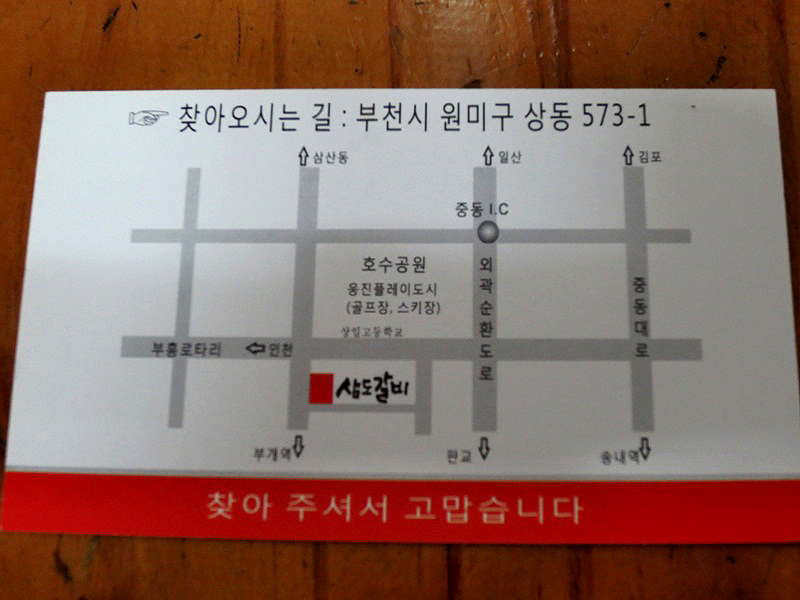 찾아오시는 길 : 부천시 원미구 상동 573-1
삼산동
일산
김포
중동 I.C
호수공원
웅진플레이도시
(골프장, 스키장)
상일고등학교
외곽순환도로
중동대로
부흥로타리
인천
삼도갈비
부개역
판교
송내역
찾아 주셔서 고맙습니다